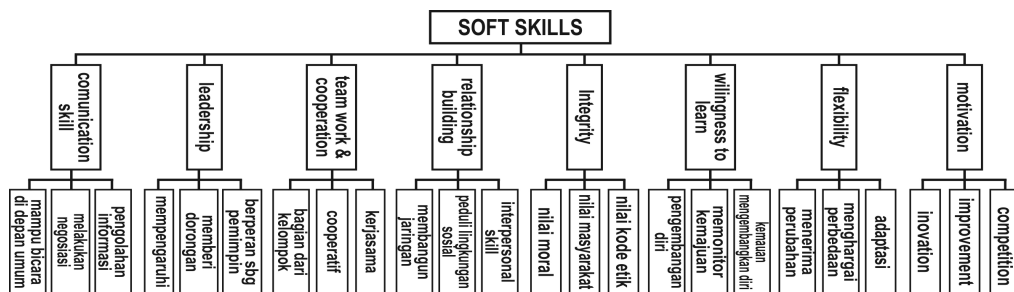 SOFT SKILLS
comunication
skill
leadership
team work &
cooperation
relationship
building
Integrity
wilingness to
learn
flexibility
motivation
mampu bicara
di depan umum
melakukan
negosiasi
pengolahan
informasi
mempengaruhi
memberi
dorongan
berperan sbg
pemimpin
bagian dari
kelompok
cooperatif
kerjasama
membangun
jaringan
peduli lingkungan
sosial
interpersonal
skill
nilai moral
nilai masyarakat
nilai kode etik
pengembangan
diri
memonitor
kemajuan
kemauan
mengembangkan diri
menerima
perubahan
menghargai
perbedaan
adaptasi
inovation
improvement
competition